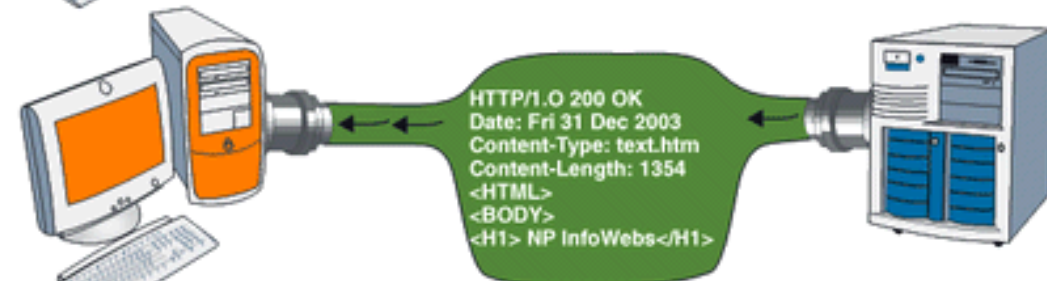 HTTP/1.O 200 OK
Date: Fri 31 Dec 2003
Content-Type: text.htm
Content-Length: 1354
<HTML>
<BODY>
<H1> NP InfoWebs</H1>